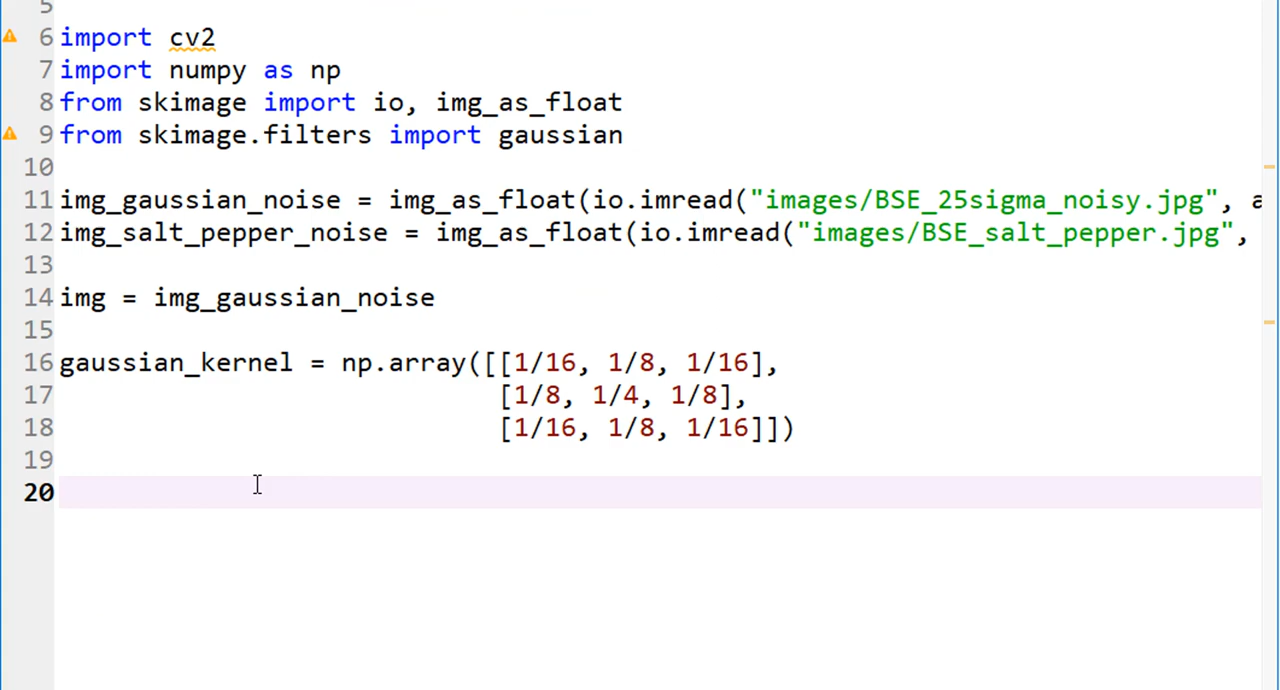 5
6 import cv2
7 import numpy as np
8 from skimage import io, img_as_float
9 from skimage.filters import gaussian
10
11 img_gaussian_noise = img_as_float(io.imread("images/BSE_25sigma_noisy.jpg", a
12 img_salt_pepper_noise = img_as_float(io.imread("images/BSE_salt_pepper.jpg",
13
14 img = img_gaussian_noise
15
16 gaussian_kernel = np.array([[1/16, 1/8, 1/16],
17 [1/8, 1/4, 1/8],
18 [1/16, 1/8, 1/16]])
19
20